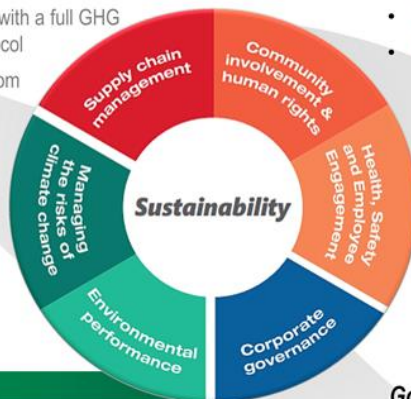 with a full GHG
col
om
Supply chain
management
Community
involvement &
human rights
Health, Safety
and Employee
Engagement
Managing
the risks of
climate change
Sustainability
Environmental
performance
Corporate
governance
Go